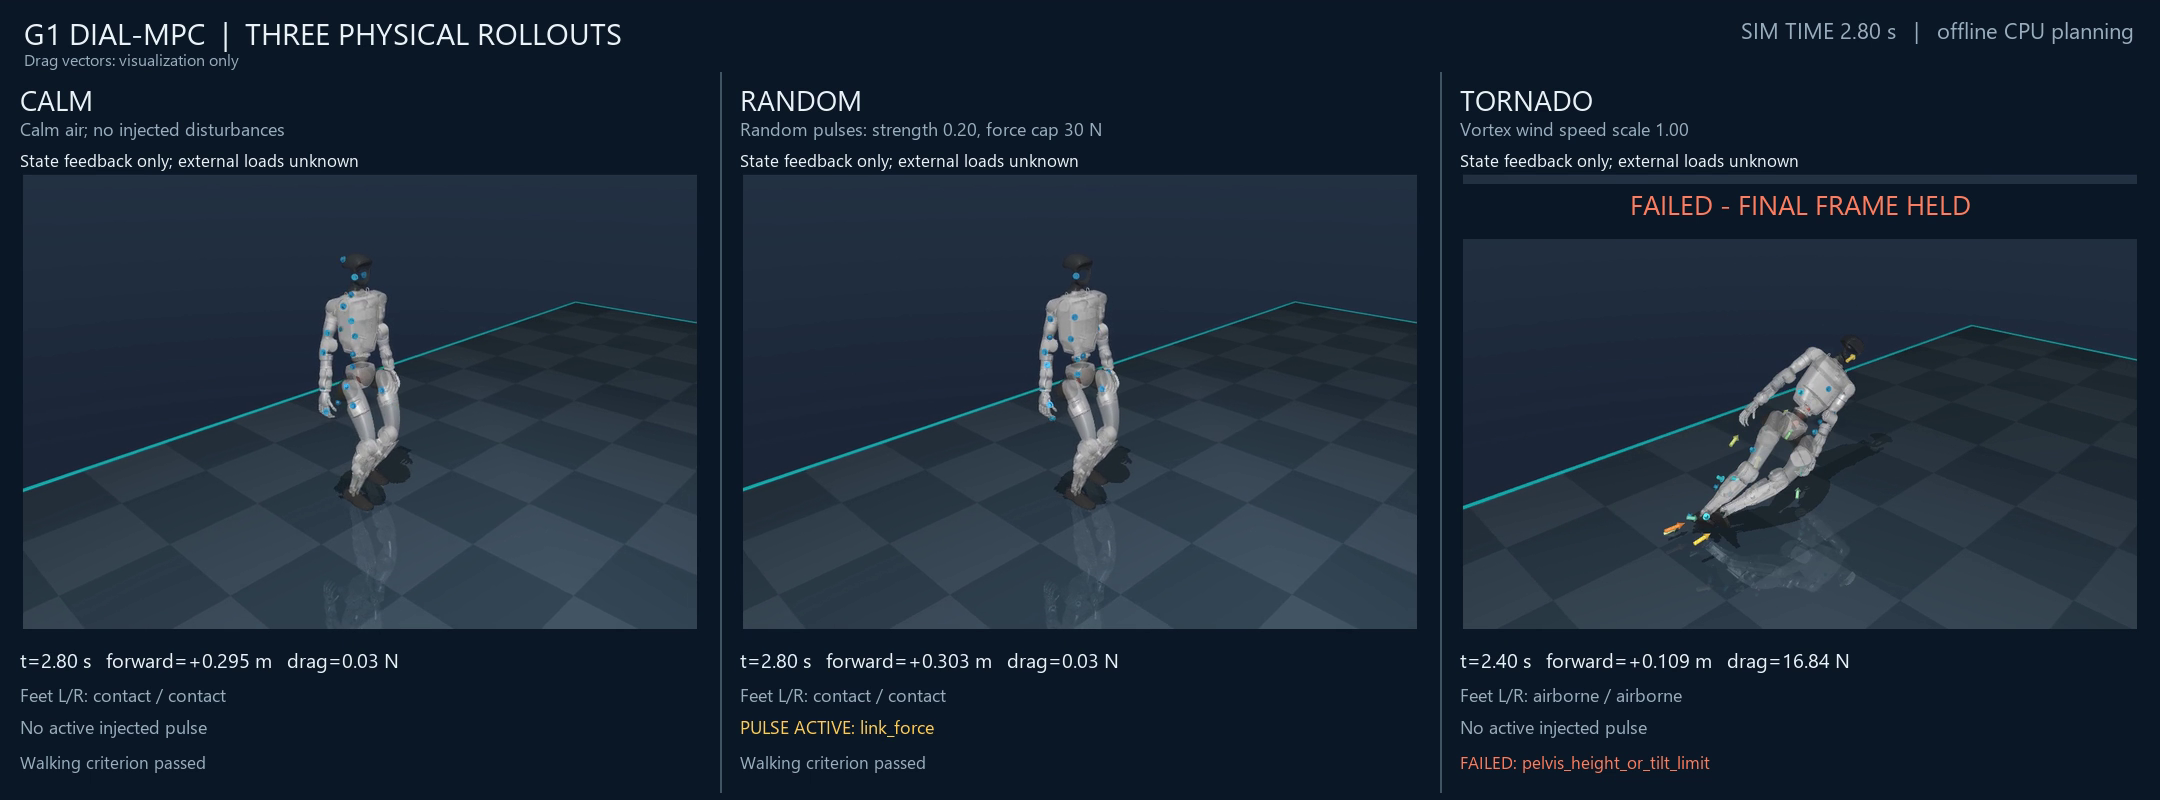 G1 DIAL-MPC | THREE PHYSICAL ROLLOUTS
SIM TIME 2.80 s | offline CPU planning
Drag vectors: visualization only
CALM
Calm air; no injected disturbances
State feedback only; external loads unknown
t=2.80 s forward=+0.295 m drag=0.03 N
Feet L/R: contact / contact
No active injected pulse
Walking criterion passed
RANDOM
Random pulses: strength 0.20, force cap 30 N
State feedback only; external loads unknown
t=2.80 s forward=+0.303 m drag=0.03 N
Feet L/R: contact / contact
PULSE ACTIVE: link_force
Walking criterion passed
TORNADO
Vortex wind speed scale 1.00
State feedback only; external loads unknown
FAILED - FINAL FRAME HELD
t=2.40 s forward=+0.109 m drag=16.84 N
Feet L/R: airborne / airborne
No active injected pulse
FAILED: pelvis_height_or_tilt_limit